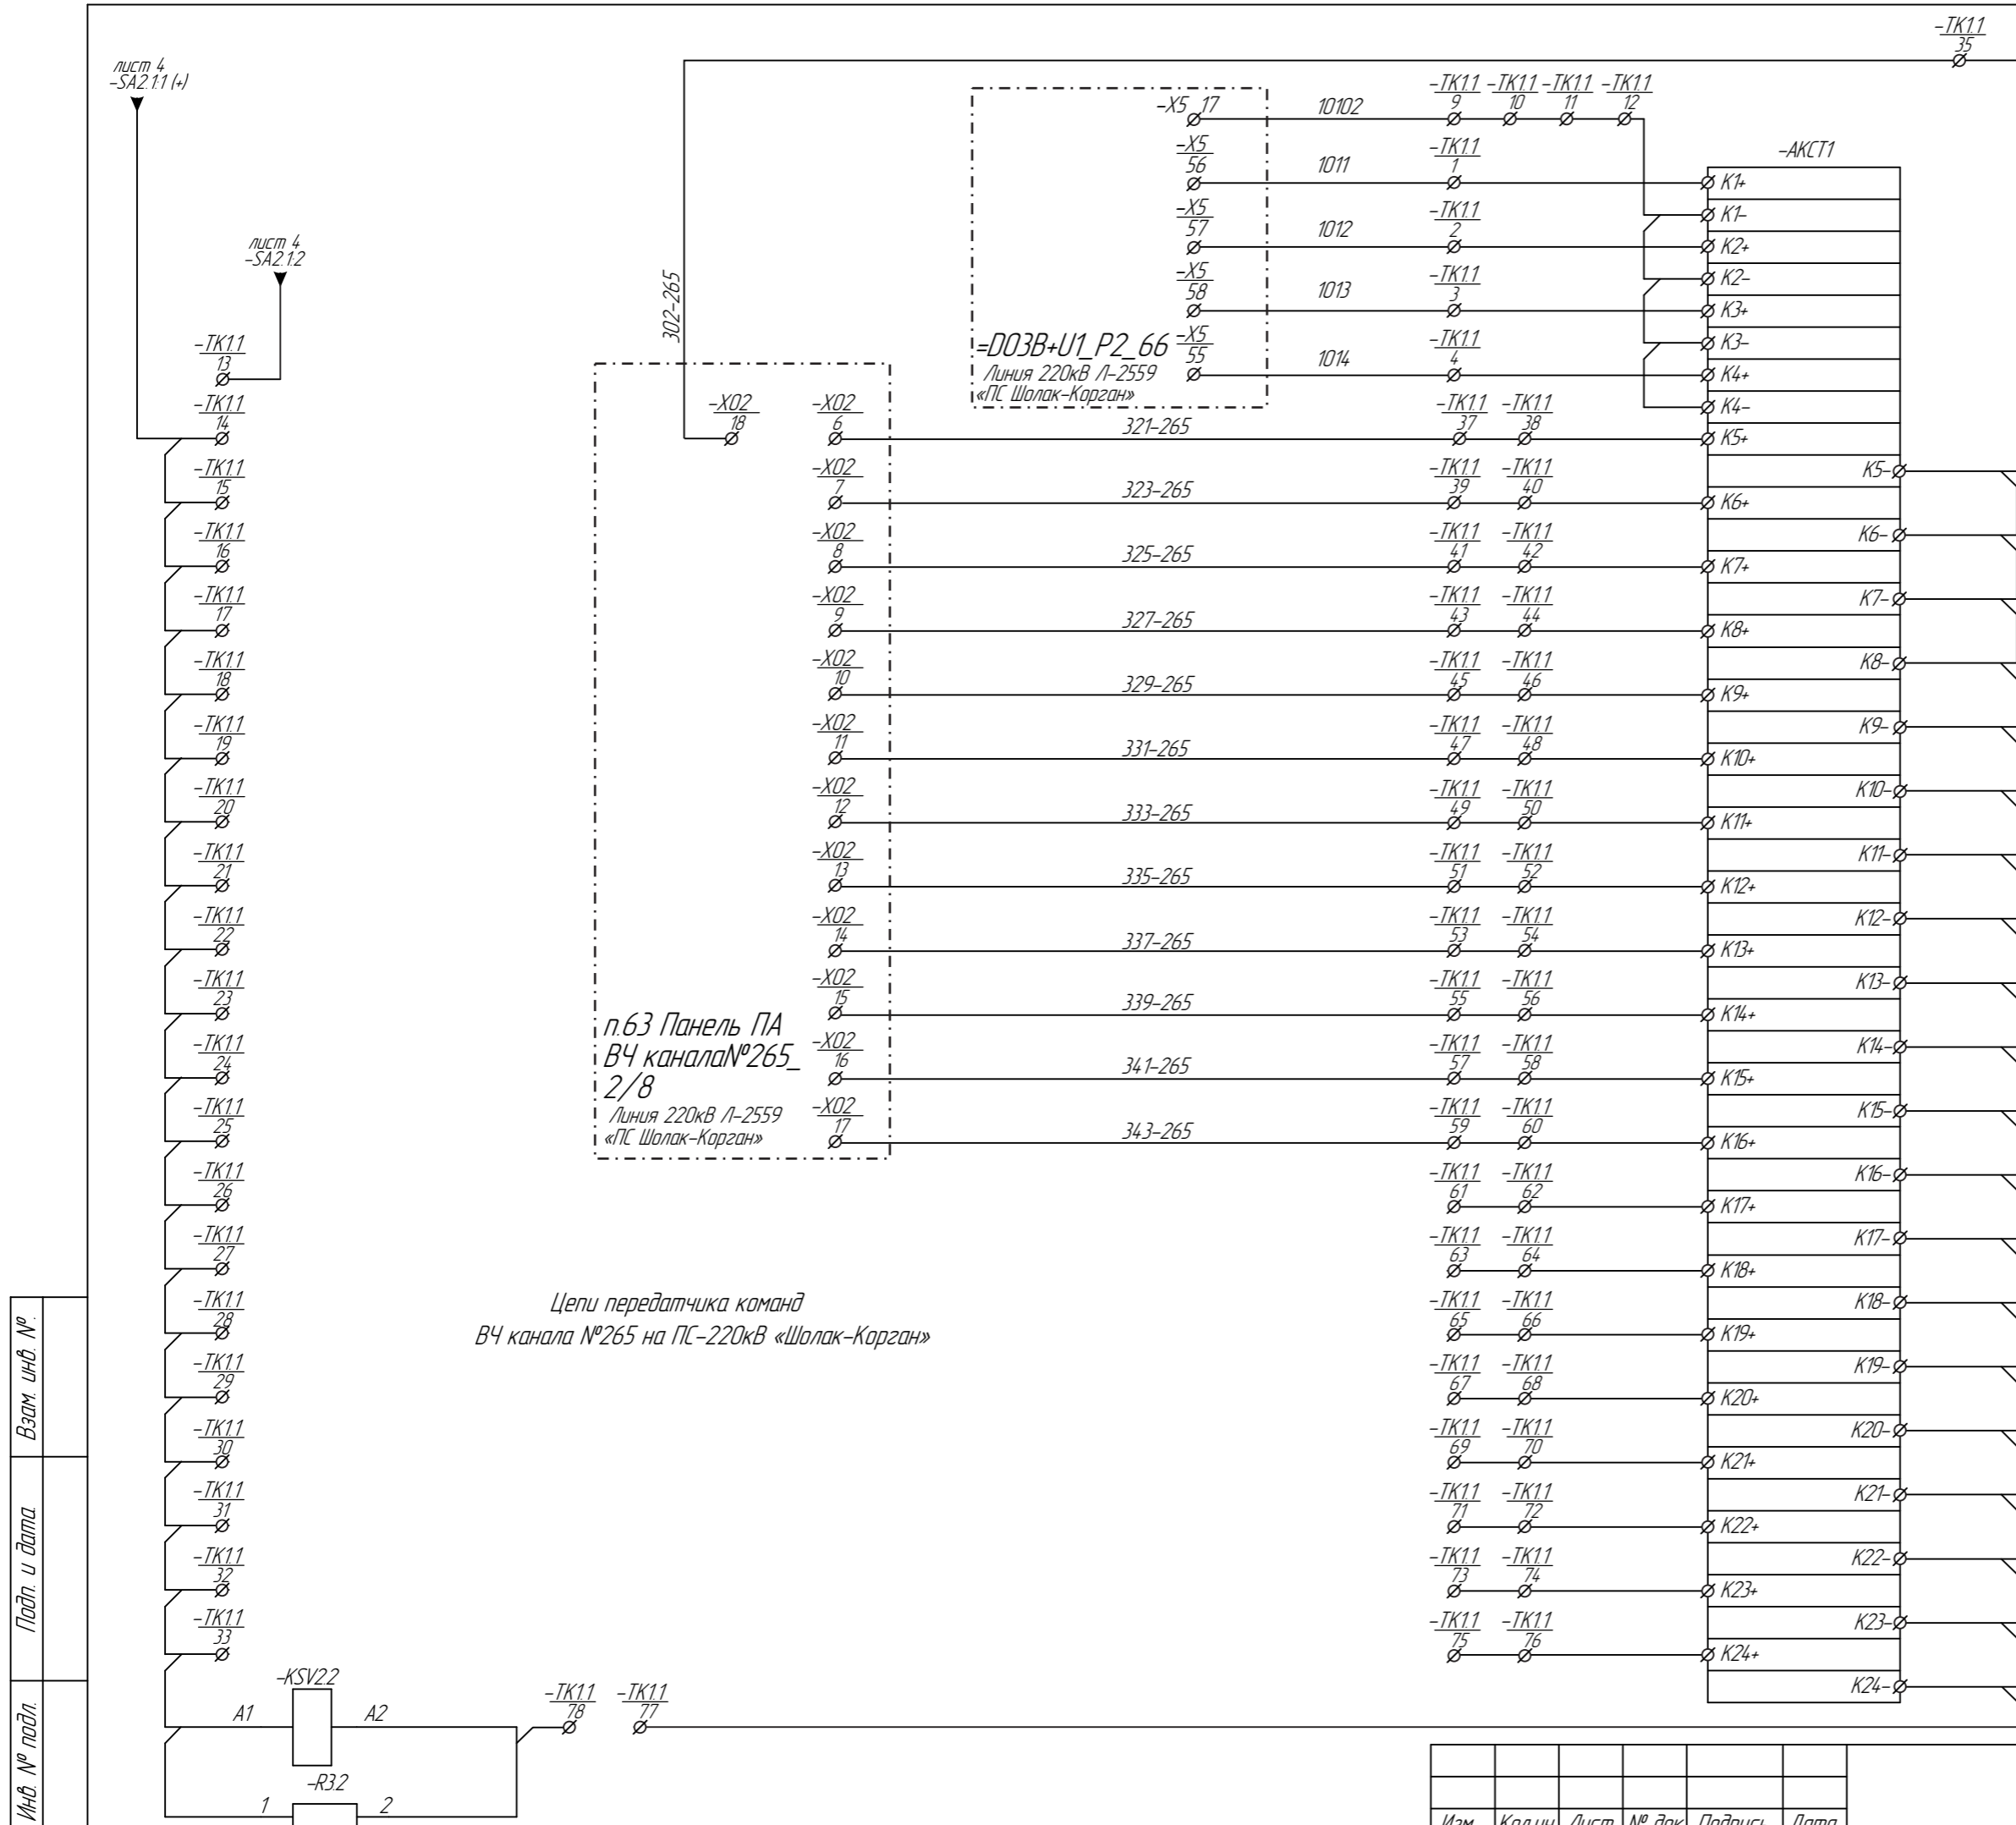 -TK1.1
35
лист 4
-SA2.1:1 (+)
лист 4
-SA2.1:2
302-265
-X5 17
10102
-TK1.1 -TK1.1 -TK1.1 -TK1.1
9 10 11 12
-X5
56
1011
-TK1.1
1
-X5
57
1012
-TK1.1
2
-X5
58
1013
-TK1.1
3
-X5
55
1014
-TK1.1
4
=D03B+U1_P2_66
Линия 220кВ Л-2559
«ПС Шолак-Корган»
-АКСТ1
K1+
K1-
K2+
K2-
K3+
K3-
K4+
K4-
K5+
K5-
K6+
K6-
K7+
K7-
K8+
K8-
K9+
K9-
K10+
K10-
K11+
K11-
K12+
K12-
K13+
K13-
K14+
K14-
K15+
K15-
K16+
K16-
K17+
K17-
K18+
K18-
K19+
K19-
K20+
K20-
K21+
K21-
K22+
K22-
K23+
K23-
K24+
K24-
-TK1.1
13
-TK1.1
14
-TK1.1
15
-TK1.1
16
-TK1.1
17
-TK1.1
18
-TK1.1
19
-TK1.1
20
-TK1.1
21
-TK1.1
22
-TK1.1
23
-TK1.1
24
-TK1.1
25
-TK1.1
26
-TK1.1
27
-TK1.1
28
-TK1.1
29
-TK1.1
30
-TK1.1
31
-TK1.1
32
-TK1.1
33
-X02
18
-X02
6
321-265
-TK1.1 -TK1.1
37 38
-X02
7
323-265
-TK1.1 -TK1.1
39 40
-X02
8
325-265
-TK1.1 -TK1.1
41 42
-X02
9
327-265
-TK1.1 -TK1.1
43 44
-X02
10
329-265
-TK1.1 -TK1.1
45 46
-X02
11
331-265
-TK1.1 -TK1.1
47 48
-X02
12
333-265
-TK1.1 -TK1.1
49 50
-X02
13
335-265
-TK1.1 -TK1.1
51 52
-X02
14
337-265
-TK1.1 -TK1.1
53 54
-X02
15
339-265
-TK1.1 -TK1.1
55 56
-X02
16
341-265
-TK1.1 -TK1.1
57 58
-X02
17
343-265
-TK1.1 -TK1.1
59 60
-TK1.1 -TK1.1
61 62
-TK1.1 -TK1.1
63 64
-TK1.1 -TK1.1
65 66
-TK1.1 -TK1.1
67 68
-TK1.1 -TK1.1
69 70
-TK1.1 -TK1.1
71 72
-TK1.1 -TK1.1
73 74
-TK1.1 -TK1.1
75 76
п.63 Панель ПА
ВЧ канала№265_
2/8
Линия 220кВ Л-2559
«ПС Шолак-Корган»
Цепи передатчика команд
ВЧ канала №265 на ПС-220кВ «Шолак-Корган»
-KSV2.2
A1 A2
-TK1.1 -TK1.1
78 77
-R3.2
1 2
Взам. инв. №.
Подп. и дата.
Инв. № подл.
Изм. Кол.уч Лист № док Подпись Дата